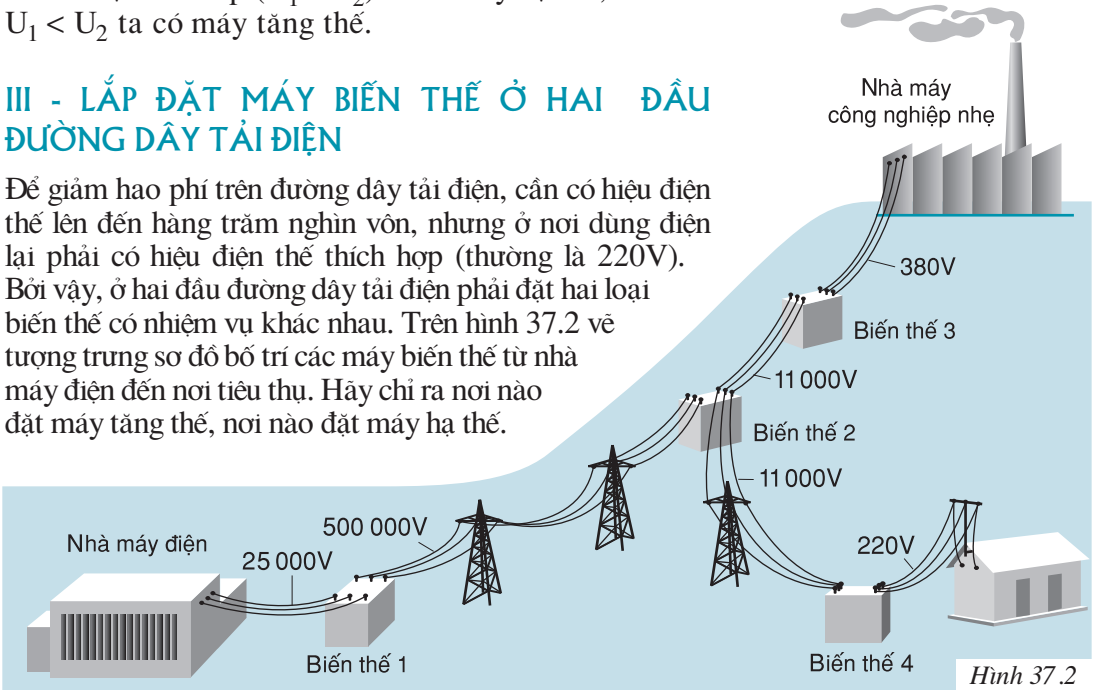 U₁ < U₂ ta có máy tăng thế.
III - LẮP ĐẶT MÁY BIẾN THẾ Ở HAI ĐẦU
ĐƯỜNG DÂY TẢI ĐIỆN
Để giảm hao phí trên đường dây tải điện, cần có hiệu điện
thế lên đến hàng trăm nghìn vôn, nhưng ở nơi dùng điện
lại phải có hiệu điện thế thích hợp (thường là 220V).
Bởi vậy, ở hai đầu đường dây tải điện phải đặt hai loại
biến thế có nhiệm vụ khác nhau. Trên hình 37.2 vẽ
tượng trưng sơ đồ bố trí các máy biến thế từ nhà
máy điện đến nơi tiêu thụ. Hãy chỉ ra nơi nào
đặt máy tăng thế, nơi nào đặt máy hạ thế.
Nhà máy
công nghiệp nhẹ
380V
Biến thế 3
11 000V
Biến thế 2
11 000V
500 000V
Nhà máy điện
25 000V
220V
Biến thế 1
Biến thế 4
Hình 37.2